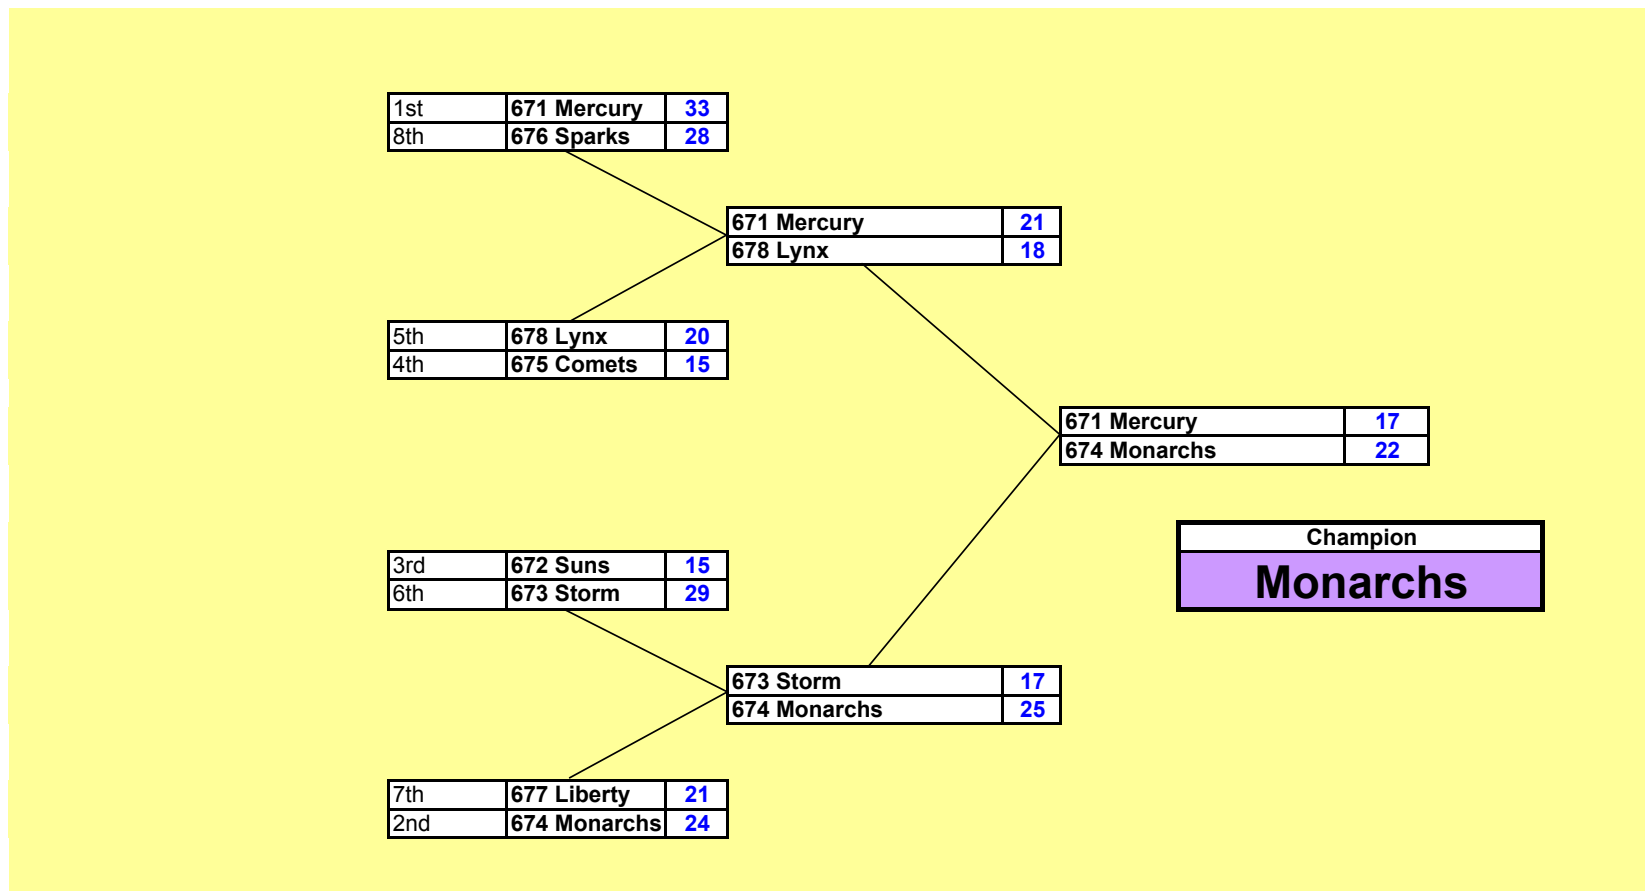 1st 671 Mercury 33
8th 676 Sparks 28
671 Mercury 21
678 Lynx 18
5th 678 Lynx 20
4th 675 Comets 15
671 Mercury 17
674 Monarchs 22
Champion
Monarchs
3rd 672 Suns 15
6th 673 Storm 29
673 Storm 17
674 Monarchs 25
7th 677 Liberty 21
2nd 674 Monarchs 24